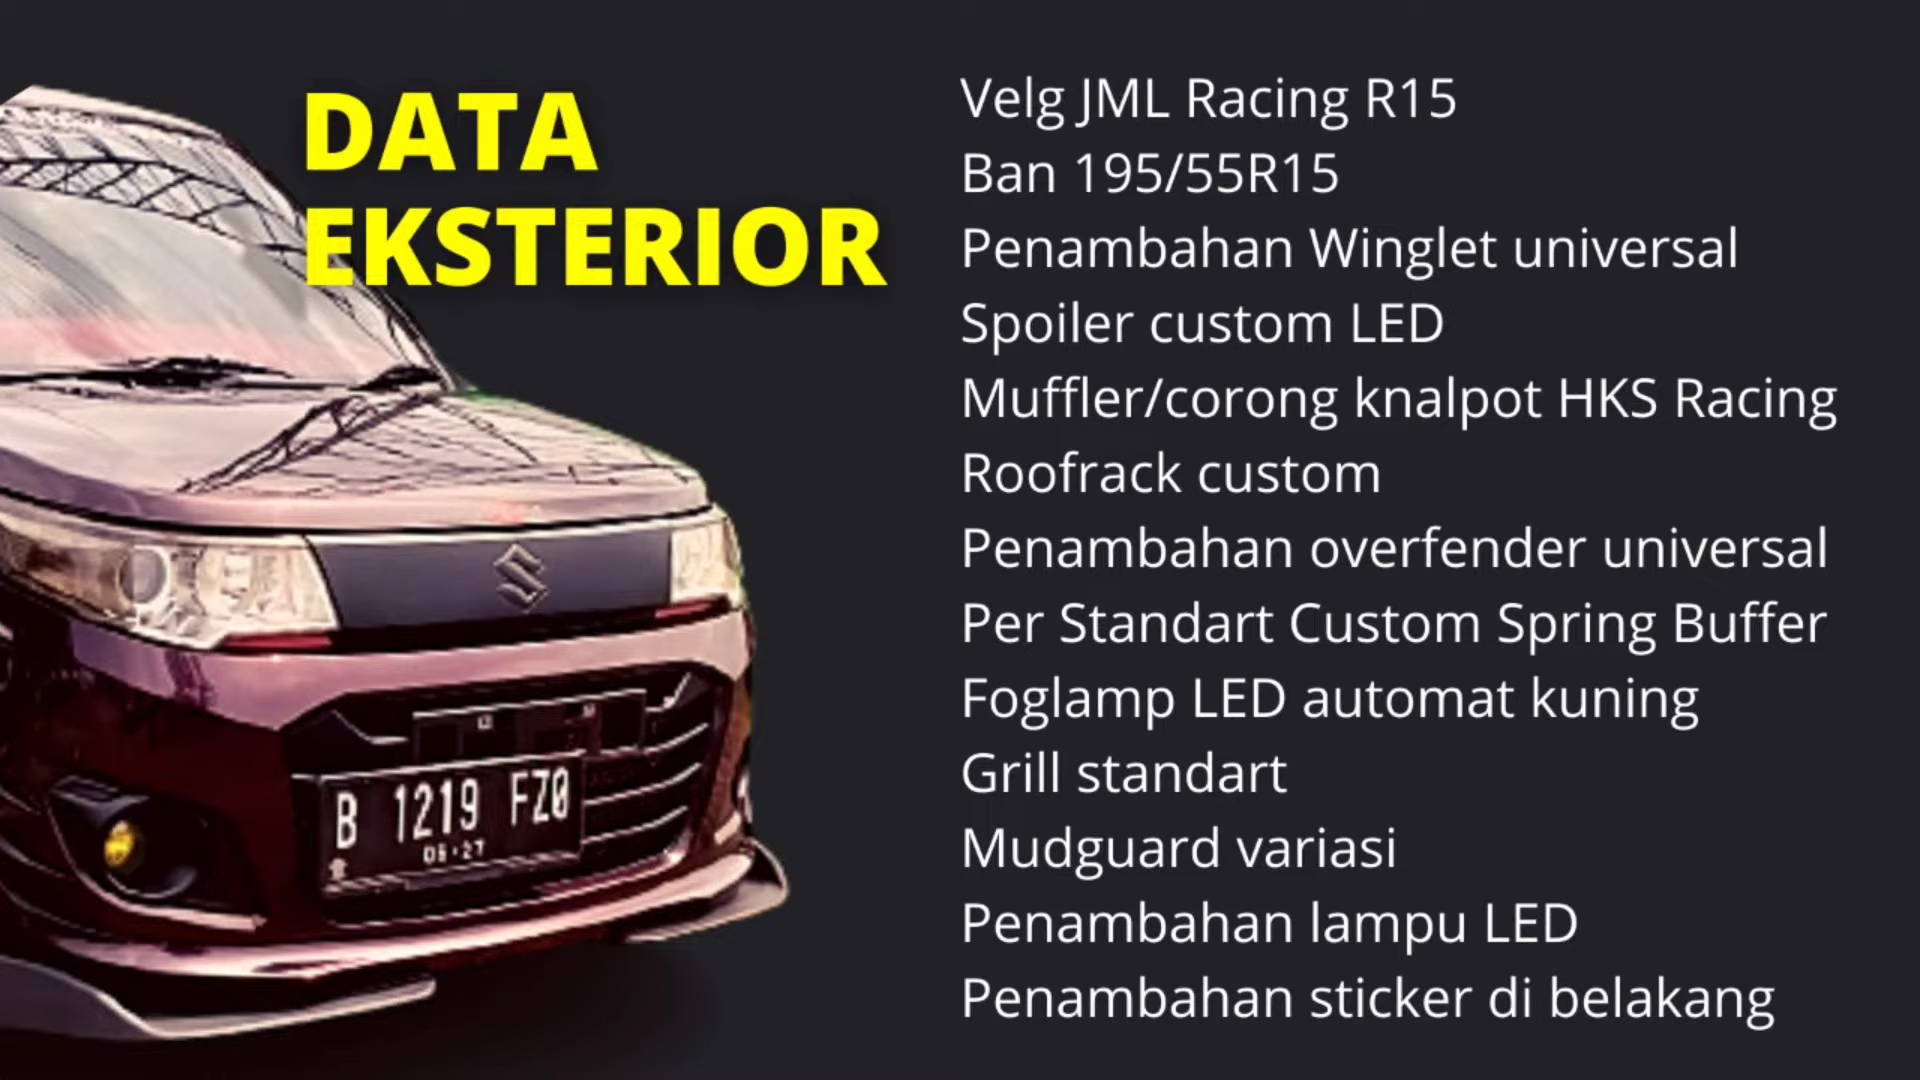 DATA
EKSTERIOR
Velg JML Racing R15
Ban 195/55R15
Penambahan Winglet universal
Spoiler custom LED
Muffler/corong knalpot HKS Racing
Roofrack custom
Penambahan overfender universal
Per Standart Custom Spring Buffer
Foglamp LED automat kuning
Grill standart
Mudguard variasi
Penambahan lampu LED
Penambahan sticker di belakang
B 1219 FZO
05·27